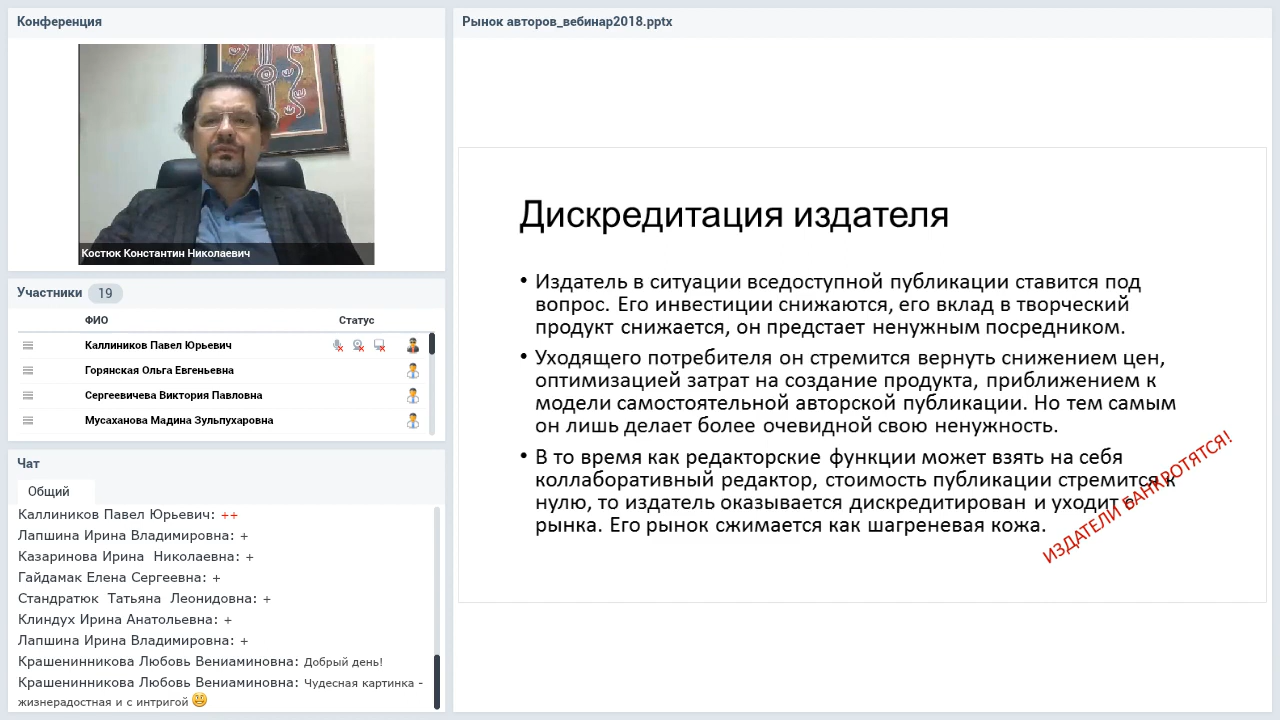 Конференция
Костюк Константин Николаевич
Участники 19
ФИО Статус
Каллиников Павел Юрьевич
Горянская Ольга Евгеньевна
Сергеевичева Виктория Павловна
Мусаханова Мадина Зульпухаровна
Чат
Общий
Каллиников Павел Юрьевич: ++
Лапшина Ирина Владимировна: +
Казаринова Ирина Николаевна: +
Гайдамак Елена Сергеевна: +
Стандратюк Татьяна Леонидовна: +
Клиндух Ирина Анатольевна: +
Лапшина Ирина Владимировна: +
Крашенинникова Любовь Вениаминовна: Добрый день!
Крашенинникова Любовь Вениаминовна: Чудесная картинка -
жизнерадостная и с интригой
Рынок авторов_вебинар2018.pptx
Дискредитация издателя
• Издатель в ситуации вседоступной публикации ставится под
вопрос. Его инвестиции снижаются, его вклад в творческий
продукт снижается, он предстает ненужным посредником.
• Уходящего потребителя он стремится вернуть снижением цен,
оптимизацией затрат на создание продукта, приближением к
модели самостоятельной авторской публикации. Но тем самым
он лишь делает более очевидной свою ненужность.
• В то время как редакторские функции может взять на себя
коллаборативный редактор, стоимость публикации стремится к
нулю, то издатель оказывается дискредитирован и уходит с
рынка. Его рынок сжимается как шагреневая кожа.
ИЗДАТЕЛИ БАНКРОТЯТСЯ!